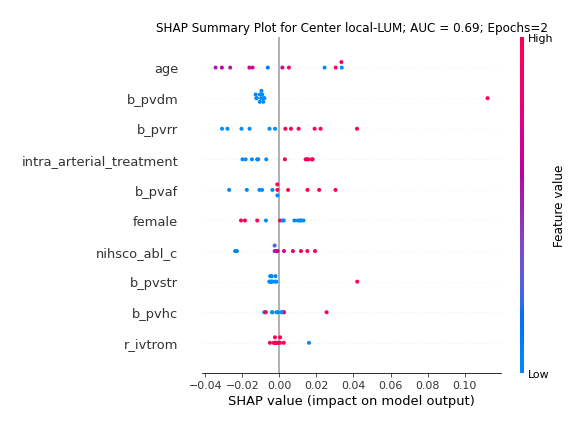 SHAP Summary Plot for Center local-LUM; AUC = 0.69; Epochs=2
High
age
b_pvdm
b_pvrr
intra_arterial_treatment
b_pvaf
female
nihsco_abl_c
b_pvstr
b_pvhc
r_ivtrom
Feature value
Low
−0.04 −0.02 0.00 0.02 0.04 0.06 0.08 0.10
SHAP value (impact on model output)